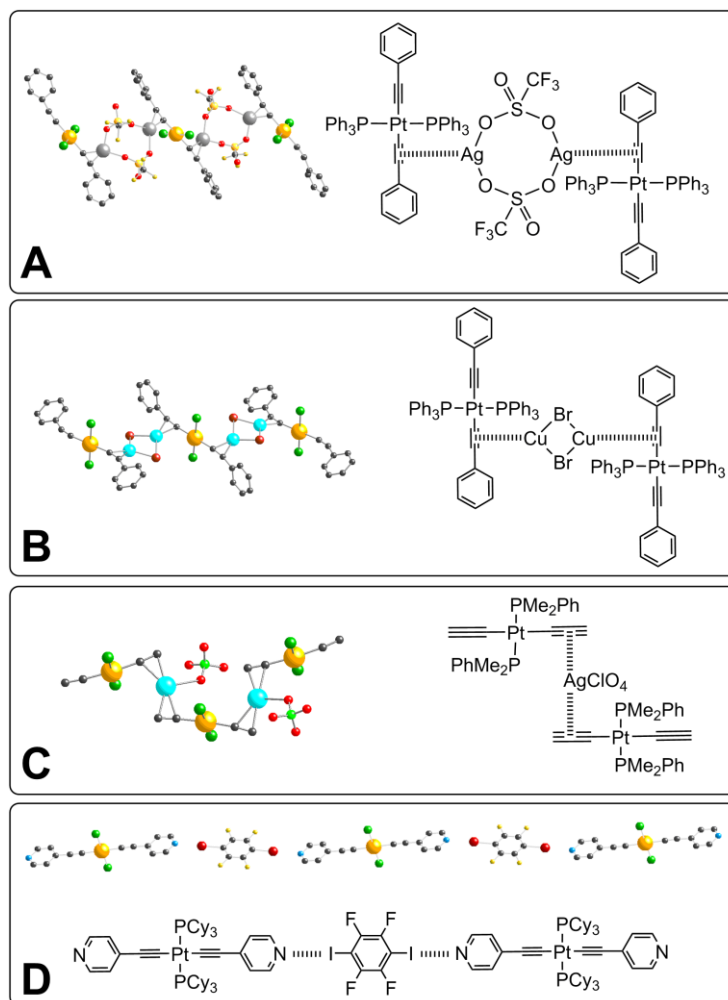 O
CF3
Ph3P Pt PPh3
O S O
Ag Ag
O S O
F3C O
Ph3P Pt PPh3
A
Ph3P Pt PPh3
Br
Cu Cu
Br
Ph3P Pt PPh3
B
PMe2Ph
Pt
PhMe2P
AgClO4
PMe2Ph
Pt
PMe2Ph
C
PCy3 F F PCy3
N Pt N I I N Pt N
PCy3 F F PCy3
D